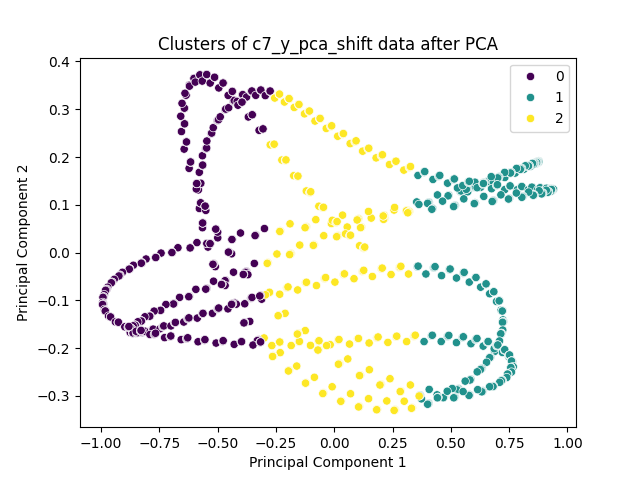 Clusters of c7_y_pca_shift data after PCA
0
1
2
0.4
0.3
0.2
0.1
0.0
−0.1
−0.2
−0.3
Principal Component 2
−1.00 −0.75 −0.50 −0.25 0.00 0.25 0.50 0.75 1.00
Principal Component 1